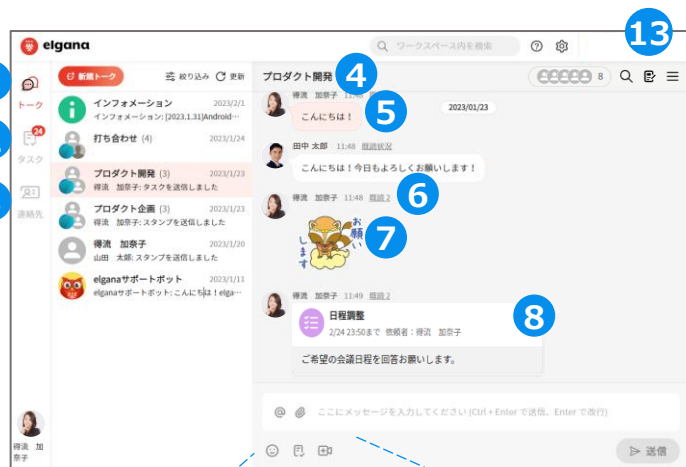 13
elgana
ワークスペース内を検索
新規トーク
絞り込み
更新
プロダクト開発
4
8
トーク
24
タスク
連絡先
インフォメーション
2023/2/1
インフォメーション: [2023.1.31]Android…
打ち合わせ (4)
2023/1/24
プロダクト開発 (3)
2023/1/23
得流 加奈子: タスクを送信しました
プロダクト企画 (3)
2023/1/23
得流 加奈子: スタンプを送信しました
得流 加奈子
2023/1/20
山田 太郎: スタンプを送信しました
elganaサポートボット
2023/1/11
elganaサポートボット: こんにちは！elga…
得流 加奈子
得流 加奈子 11:48
5
こんにちは！
2023/01/23
田中 太郎 11:48 既読状況
こんにちは！今日もよろしくお願いします！
得流 加奈子 11:48 既読 2
6
お願い
します
7
得流 加奈子 11:49 既読 2
日程調整
2/24 23:50まで 依頼者：得流 加奈子
8
ご希望の会議日程を回答お願いします。
ここにメッセージを入力してください (Ctrl + Enter で送信、Enter で改行)
送信